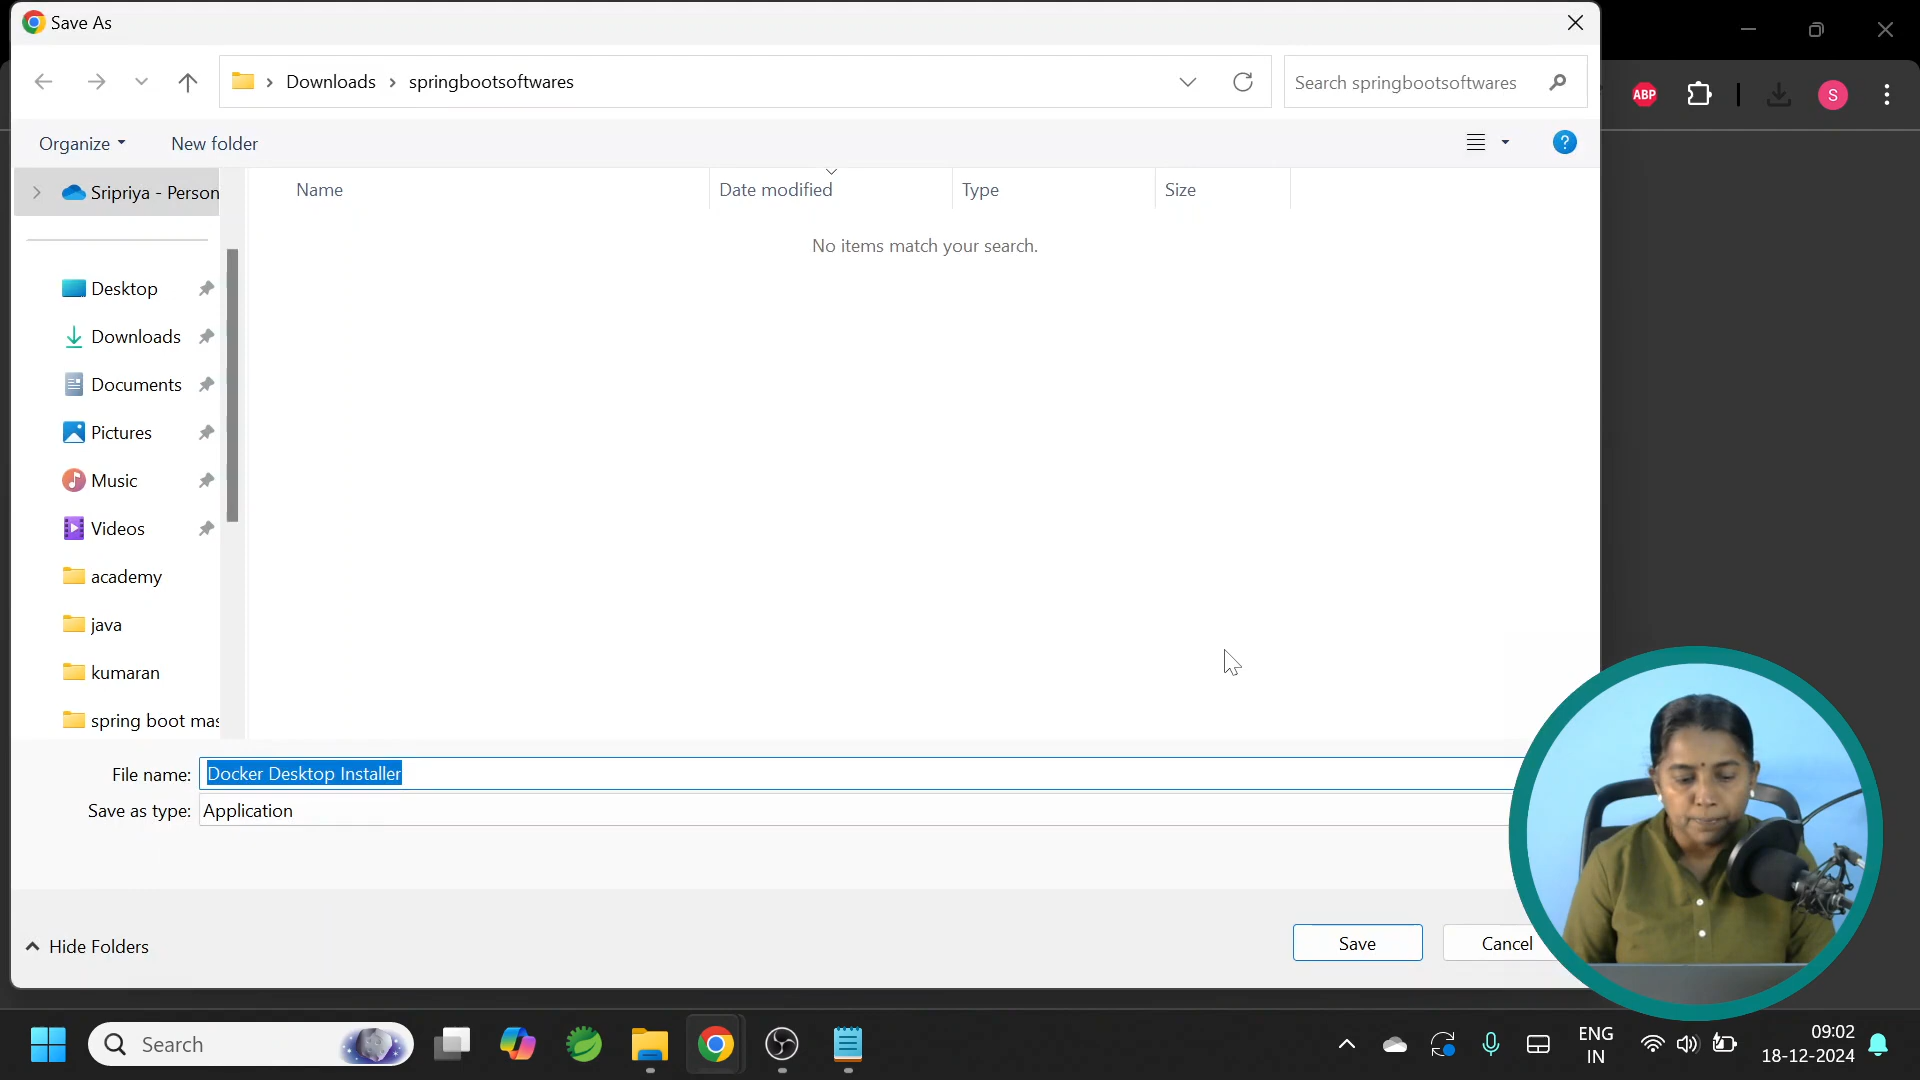 Save As
Downloads
springbootsoftwares
Search springbootsoftwares
ABP
S
Organize
New folder
?
Sripriya - Person
Name
Date modified
Type
Size
No items match your search.
Desktop
Downloads
Documents
Pictures
Music
Videos
academy
java
kumaran
spring boot mas
File name:
Docker Desktop Installer
Save as type:
Application
Hide Folders
Save
Cancel
Search
ENG
IN
09:02
18-12-2024